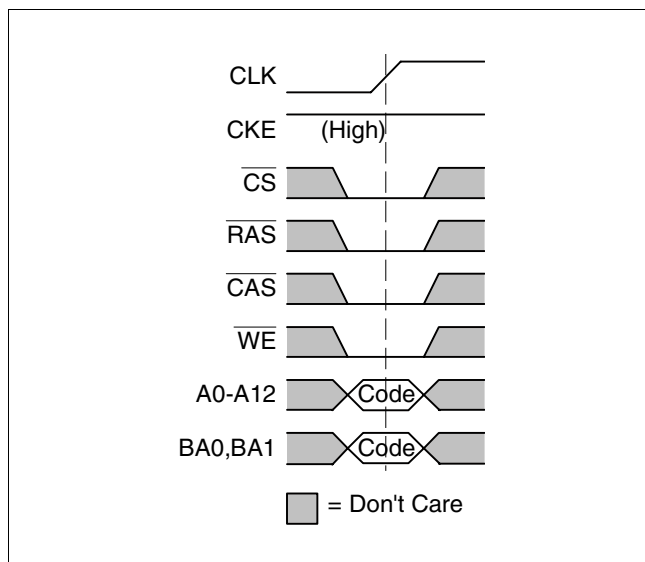 CLK
CKE (High)
CS
RAS
CAS
WE
A0-A12 Code
BA0,BA1 Code
= Don't Care